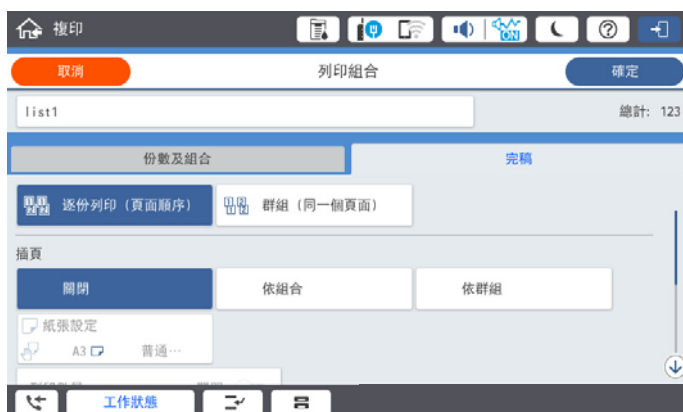 複印
ON
取消
列印組合
確定
list1
總計: 123
份數及組合
完稿
逐份列印 (頁面順序)
群組 (同一個頁面)
插頁
關閉
依組合
依群組
紙張設定
A3 普通…
工作狀態